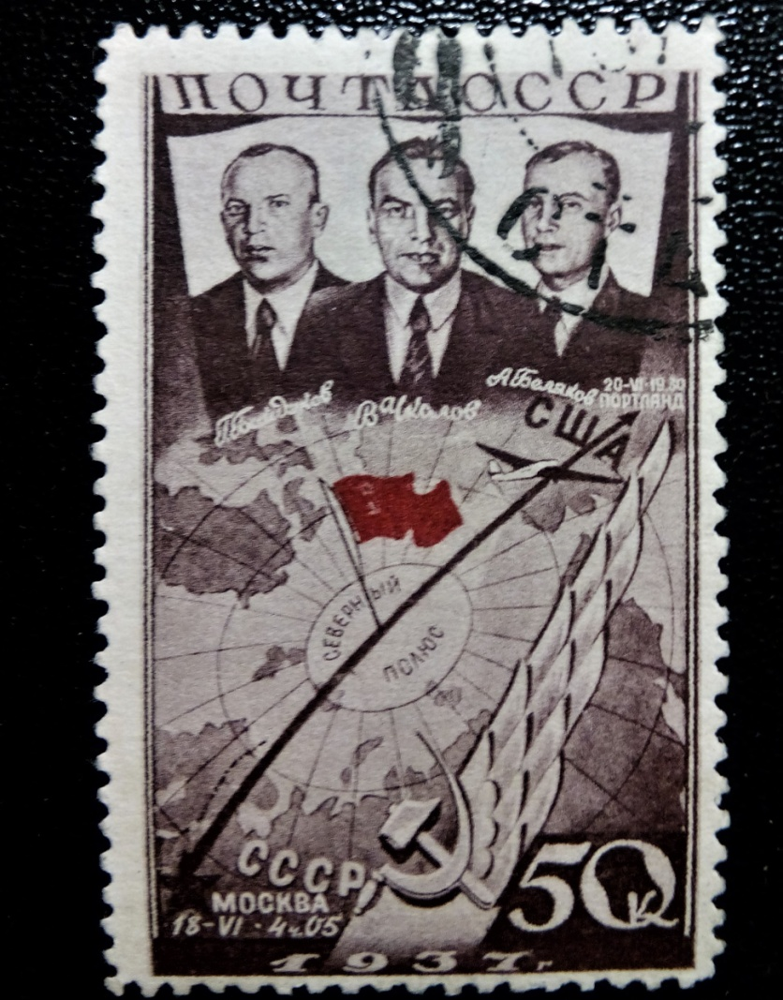 ПОЧТА СССР
Г. Байдуков
В Чкалов
А Беляков
20-VI-19.30
ПОРТЛАНД
США
СЕВЕРНЫЙ
ПОЛЮС
СССР
МОСКВА
18-VI · 4ч.05
50к
1937г.